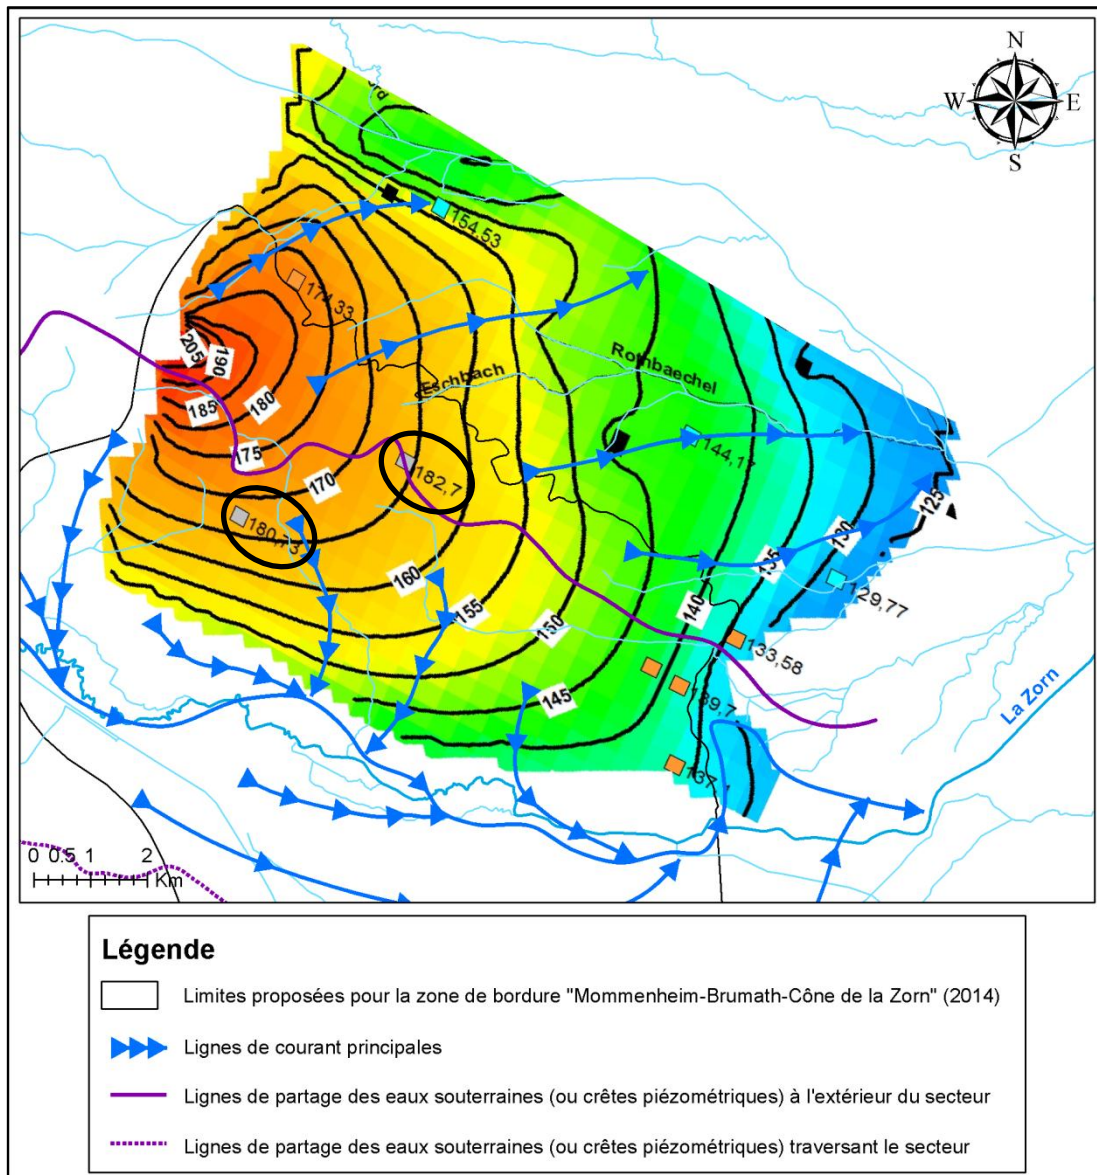 N
W E
S
154,53
171,33
205
190
185
180
175
170
Eschbach
Rothbaechel
182,7
180,73
144,17
125
130
135
129,77
140
160
155
150
145
133,58
137,1
La Zorn
0 0.5 1 2
Km
Légende
Limites proposées pour la zone de bordure "Mommenheim-Brumath-Cône de la Zorn" (2014)
Lignes de courant principales
Lignes de partage des eaux souterraines (ou crêtes piézométriques) à l'extérieur du secteur
Lignes de partage des eaux souterraines (ou crêtes piézométriques) traversant le secteur